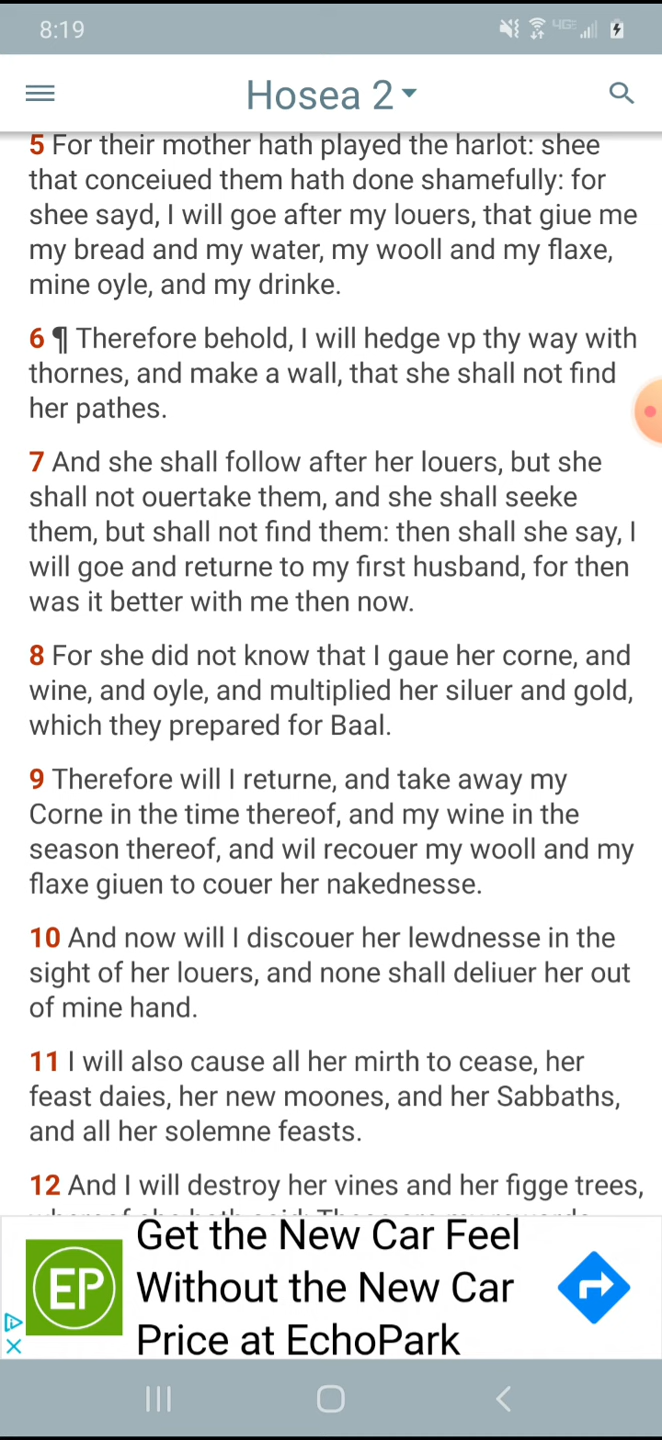 8:19
4GE
Hosea 2
5 For their mother hath played the harlot: shee
that conceiued them hath done shamefully: for
shee sayd, I will goe after my louers, that giue me
my bread and my water, my wooll and my flaxe,
mine oyle, and my drinke.
6 ¶ Therefore behold, I will hedge vp thy way with
thornes, and make a wall, that she shall not find
her pathes.
7 And she shall follow after her louers, but she
shall not ouertake them, and she shall seeke
them, but shall not find them: then shall she say, I
will goe and returne to my first husband, for then
was it better with me then now.
8 For she did not know that I gaue her corne, and
wine, and oyle, and multiplied her siluer and gold,
which they prepared for Baal.
9 Therefore will I returne, and take away my
Corne in the time thereof, and my wine in the
season thereof, and wil recouer my wooll and my
flaxe giuen to couer her nakednesse.
10 And now will I discouer her lewdnesse in the
sight of her louers, and none shall deliuer her out
of mine hand.
11 I will also cause all her mirth to cease, her
feast daies, her new moones, and her Sabbaths,
and all her solemne feasts.
12 And I will destroy her vines and her figge trees,
EP
Get the New Car Feel
Without the New Car
Price at EchoPark